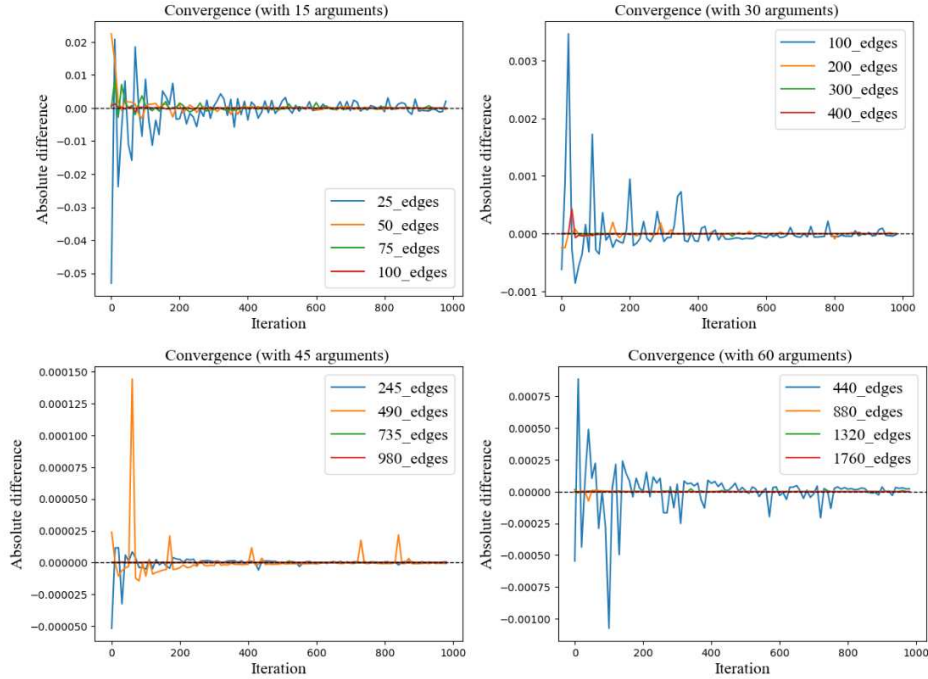 Convergence (with 15 arguments)
0.02
0.01
0.00
−0.01
−0.02
−0.03
−0.04
−0.05
Absolute difference
25_edges
50_edges
75_edges
100_edges
0
200
400
600
800
1000
Iteration
Convergence (with 30 arguments)
0.003
0.002
0.001
0.000
−0.001
Absolute difference
100_edges
200_edges
300_edges
400_edges
0
200
400
600
800
1000
Iteration
Convergence (with 45 arguments)
0.000150
0.000125
0.000100
0.000075
0.000050
0.000025
0.000000
−0.000025
−0.000050
Absolute difference
245_edges
490_edges
735_edges
980_edges
0
200
400
600
800
1000
Iteration
Convergence (with 60 arguments)
0.00075
0.00050
0.00025
0.00000
−0.00025
−0.00050
−0.00075
−0.00100
Absolute difference
440_edges
880_edges
1320_edges
1760_edges
0
200
400
600
800
1000
Iteration